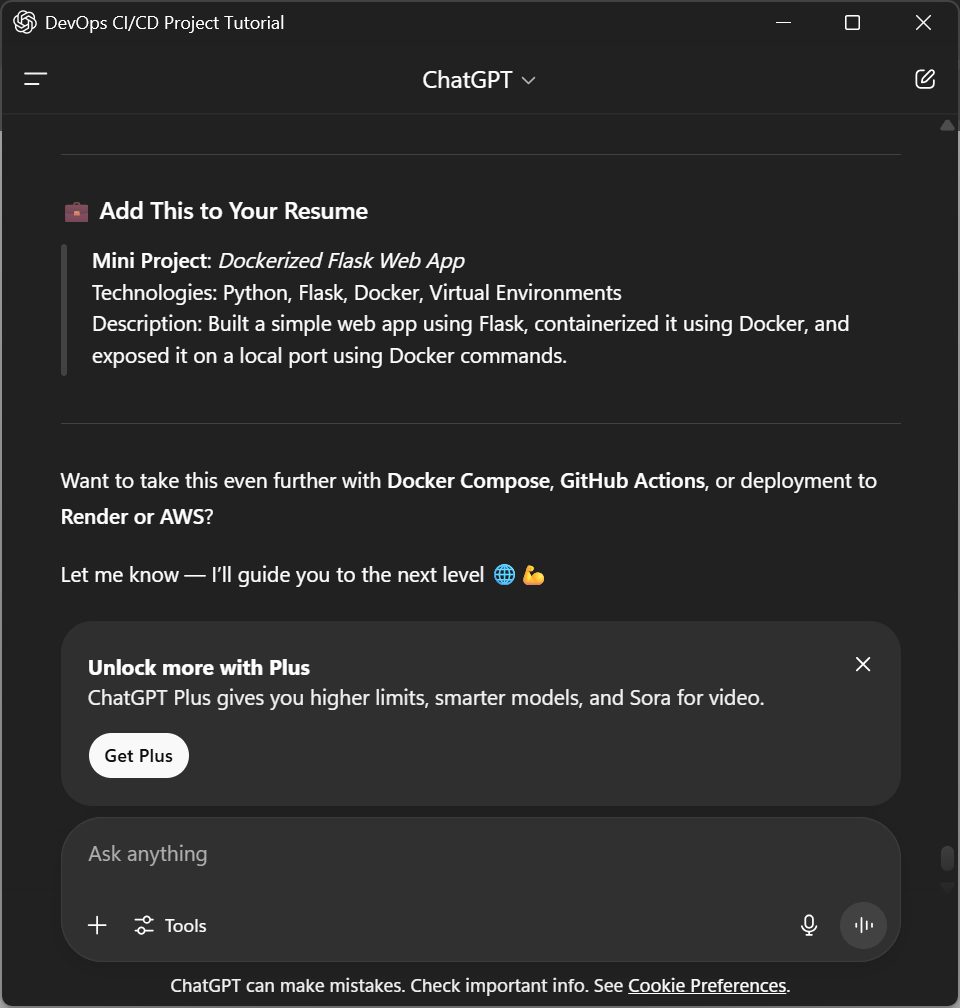 DevOps CI/CD Project Tutorial
ChatGPT
💼 Add This to Your Resume
Mini Project: Dockerized Flask Web App
Technologies: Python, Flask, Docker, Virtual Environments
Description: Built a simple web app using Flask, containerized it using Docker, and
exposed it on a local port using Docker commands.
Want to take this even further with Docker Compose, GitHub Actions, or deployment to
Render or AWS?
Let me know — I’ll guide you to the next level 🌐 💪
Unlock more with Plus
ChatGPT Plus gives you higher limits, smarter models, and Sora for video.
Get Plus
Ask anything
Tools
ChatGPT can make mistakes. Check important info. See Cookie Preferences.